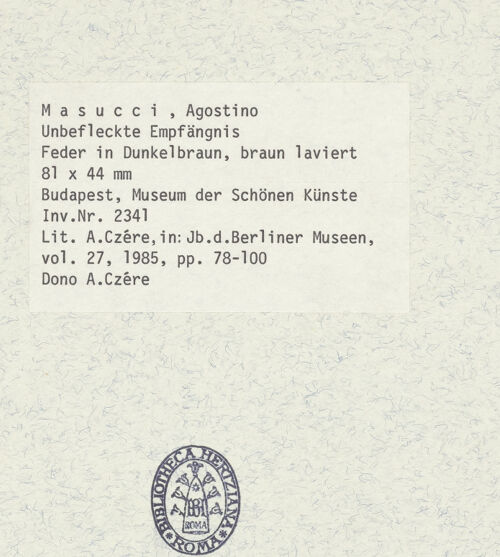 M a s u c c i , Agostino
Unbefleckte Empfängnis
Feder in Dunkelbraun, braun laviert
81 x 44 mm
Budapest, Museum der Schönen Künste
Inv.Nr. 2341
Lit. A.Czére,in: Jb.d.Berliner Museen,
vol. 27, 1985, pp. 78-100
Dono A.Czére
BIBLIOTHECA HERTZIANA
ROMA
ROMA